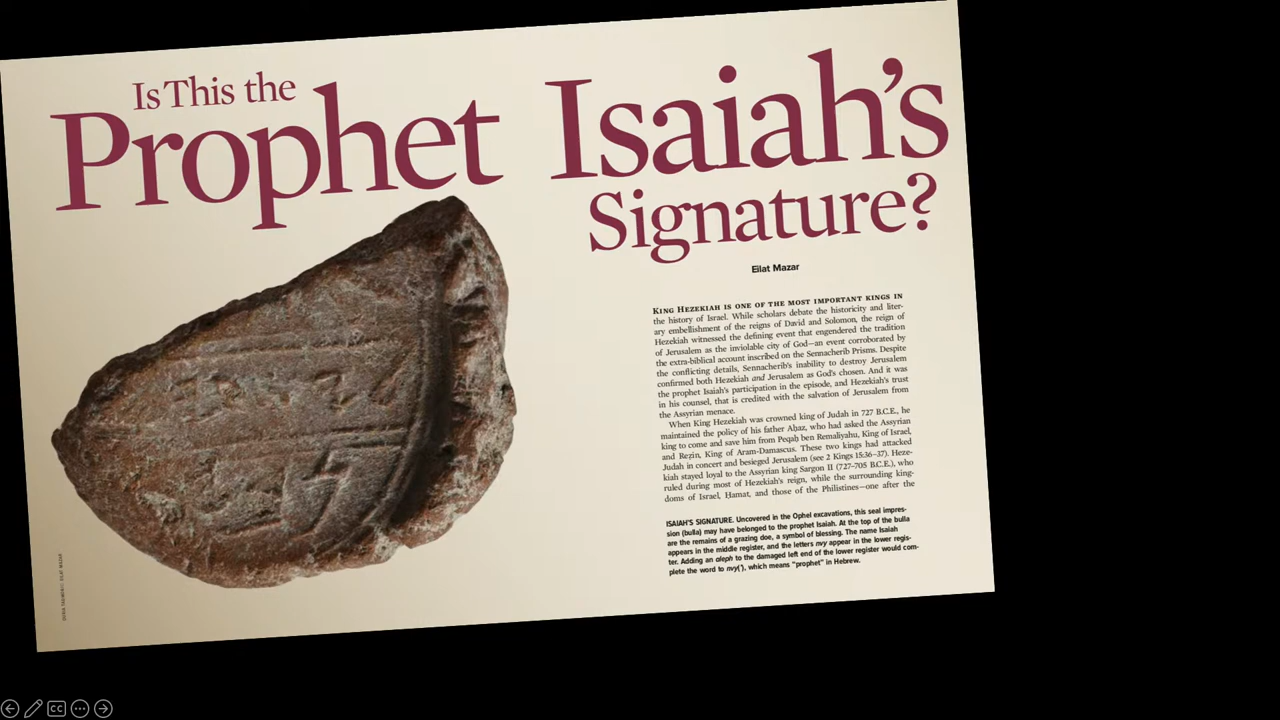 Is This the
Prophet Isaiah's
Signature?
Eilat Mazar
KING HEZEKIAH IS ONE OF THE MOST IMPORTANT KINGS IN
the history of Israel. While scholars debate the historicity and liter-
ary embellishment of the reigns of David and Solomon, the reign of
Hezekiah witnessed the defining event that engendered the tradition
of Jerusalem as the inviolable city of God—an event corroborated by
the extra-biblical account inscribed on the Sennacherib Prisms. Despite
the conflicting details, Sennacherib's inability to destroy Jerusalem
confirmed both Hezekiah and Jerusalem as God's chosen. And it was
the prophet Isaiah's participation in the episode, and Hezekiah's trust
in his counsel, that is credited with the salvation of Jerusalem from
the Assyrian menace.
When King Hezekiah was crowned king of Judah in 727 B.C.E., he
maintained the policy of his father Aḥaz, who had asked the Assyrian
king to come and save him from Peqaḥ ben Remaliyahu, King of Israel,
and Reẓin, King of Aram-Damascus. These two kings had attacked
Judah in concert and besieged Jerusalem (see 2 Kings 15:36–37). Heze-
kiah stayed loyal to the Assyrian king Sargon II (727–705 B.C.E.), who
ruled during most of Hezekiah's reign, while the surrounding king-
doms of Israel, Ḥamat, and those of the Philistines—one after the
ISAIAH'S SIGNATURE. Uncovered in the Ophel excavations, this seal impres-
sion (bulla) may have belonged to the prophet Isaiah. At the top of the bulla
are the remains of a grazing doe, a symbol of blessing. The name Isaiah
appears in the middle register, and the letters nvy appear in the lower regis-
ter. Adding an aleph to the damaged left end of the lower register would com-
plete the word to nvy('), which means "prophet" in Hebrew.
CC